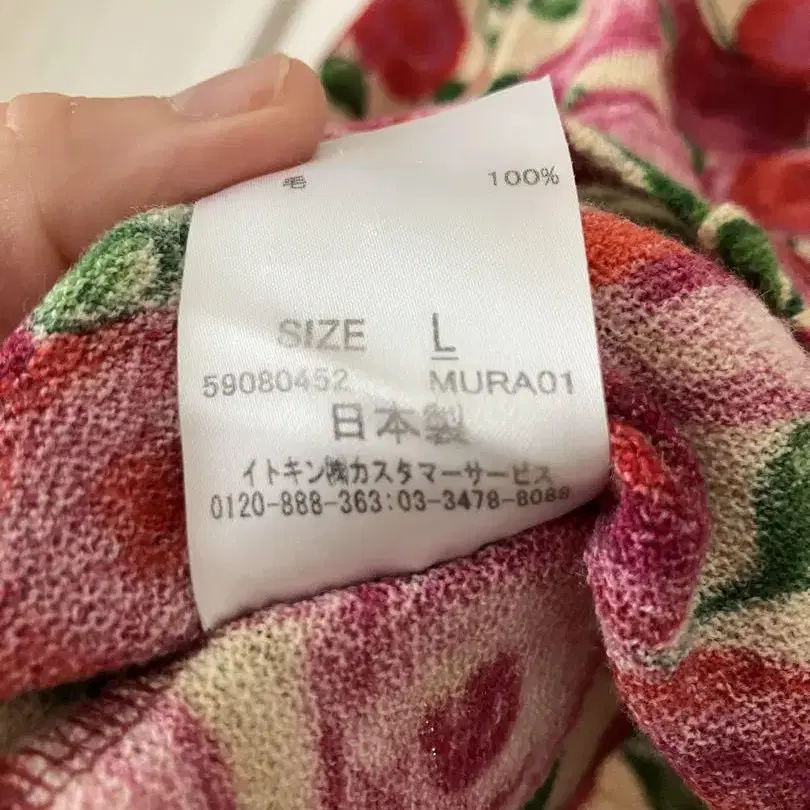 毛 100%
SIZE L
59080452 MURA01
日本製
イトキン㈱カスタマーサービス
0120-888-363:03-3478-8088